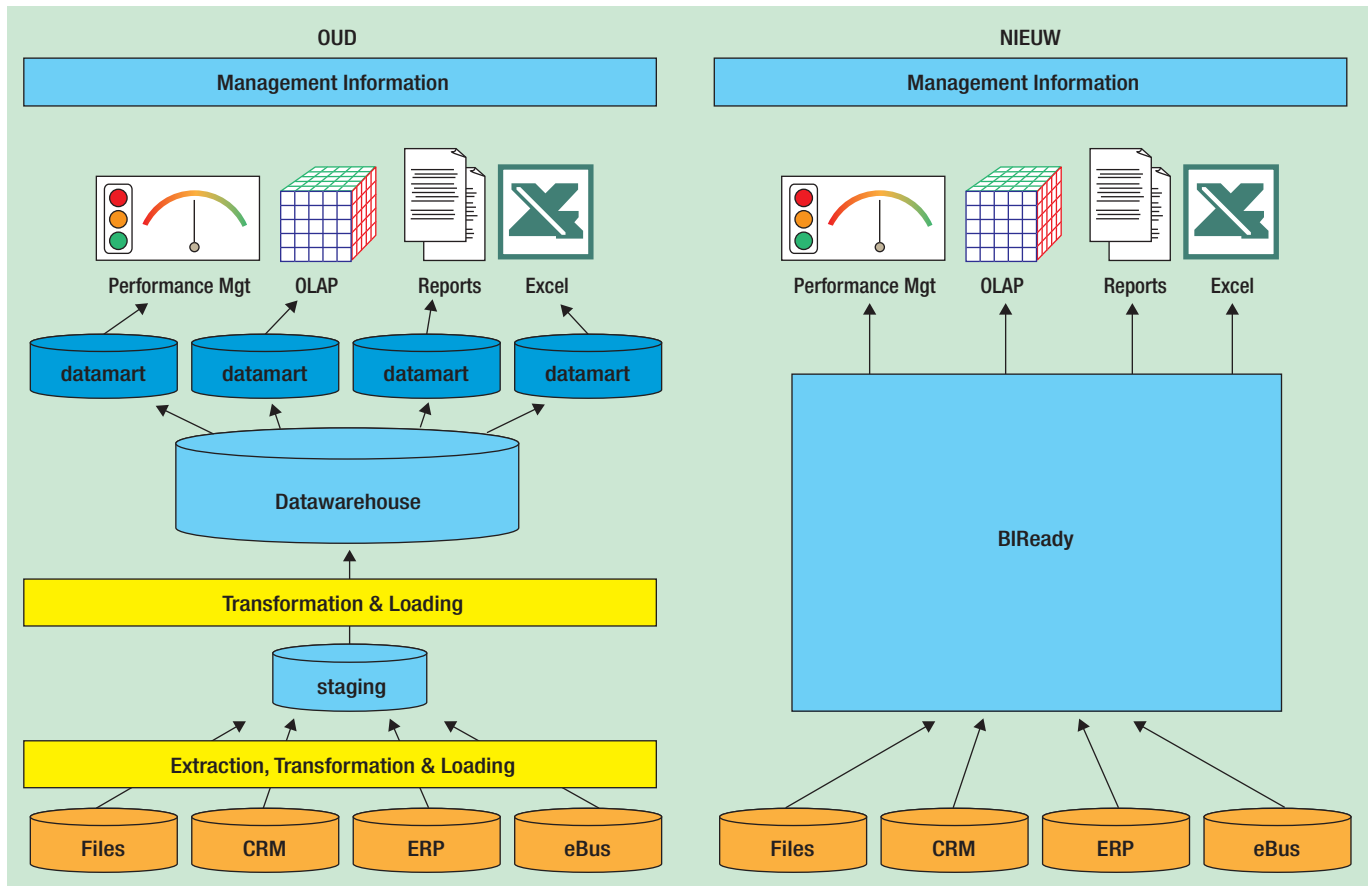 OUD
Management Information
Performance Mgt
OLAP
Reports
Excel
datamart
datamart
datamart
datamart
Datawarehouse
Transformation & Loading
staging
Extraction, Transformation & Loading
Files
CRM
ERP
eBus
NIEUW
Management Information
Performance Mgt
OLAP
Reports
Excel
BIReady
Files
CRM
ERP
eBus